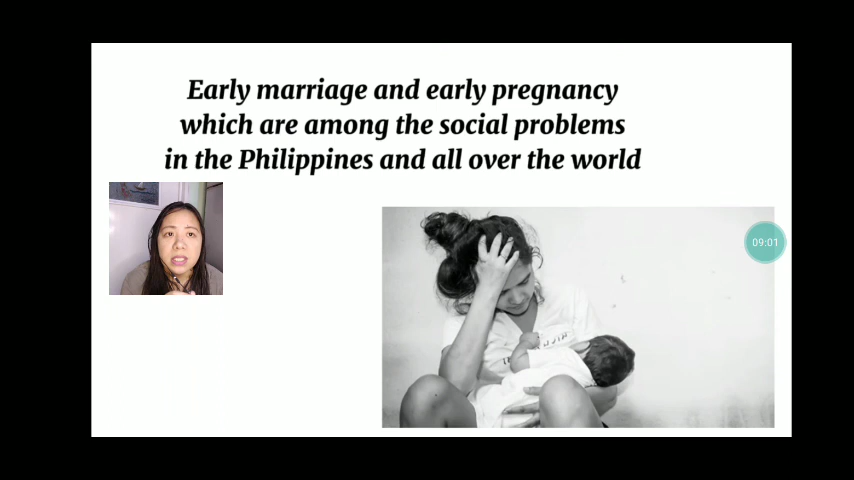 Early marriage and early pregnancy
which are among the social problems
in the Philippines and all over the world
09:01